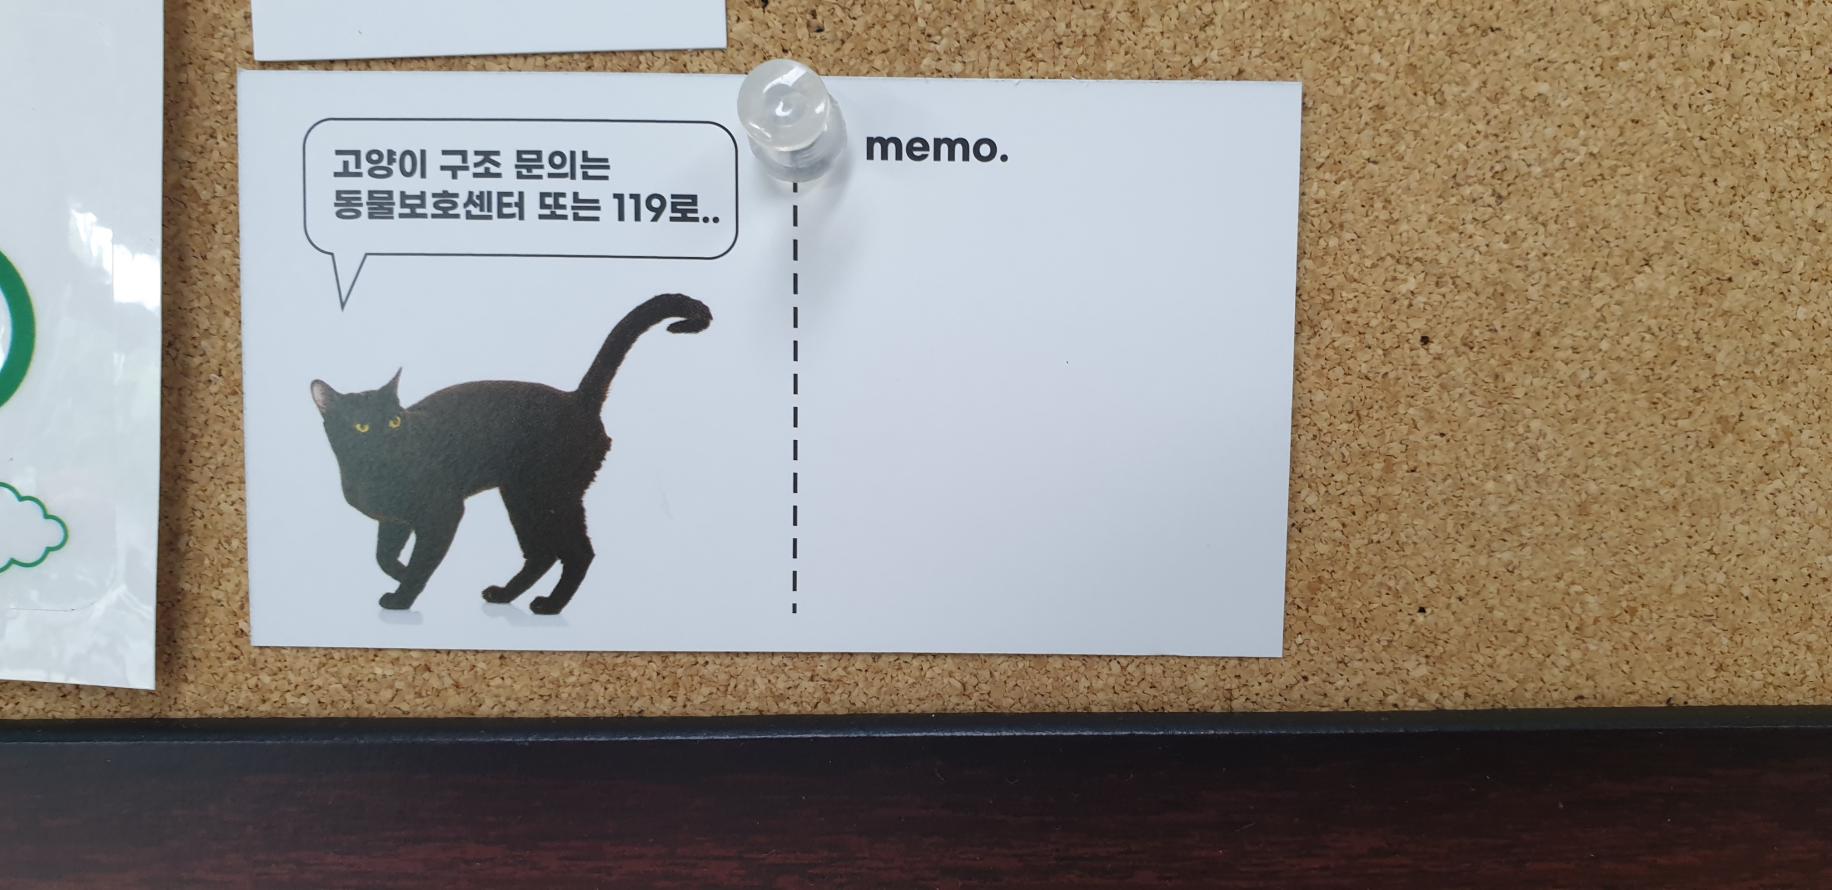 고양이 구조 문의는
동물보호센터 또는 119로..
memo.